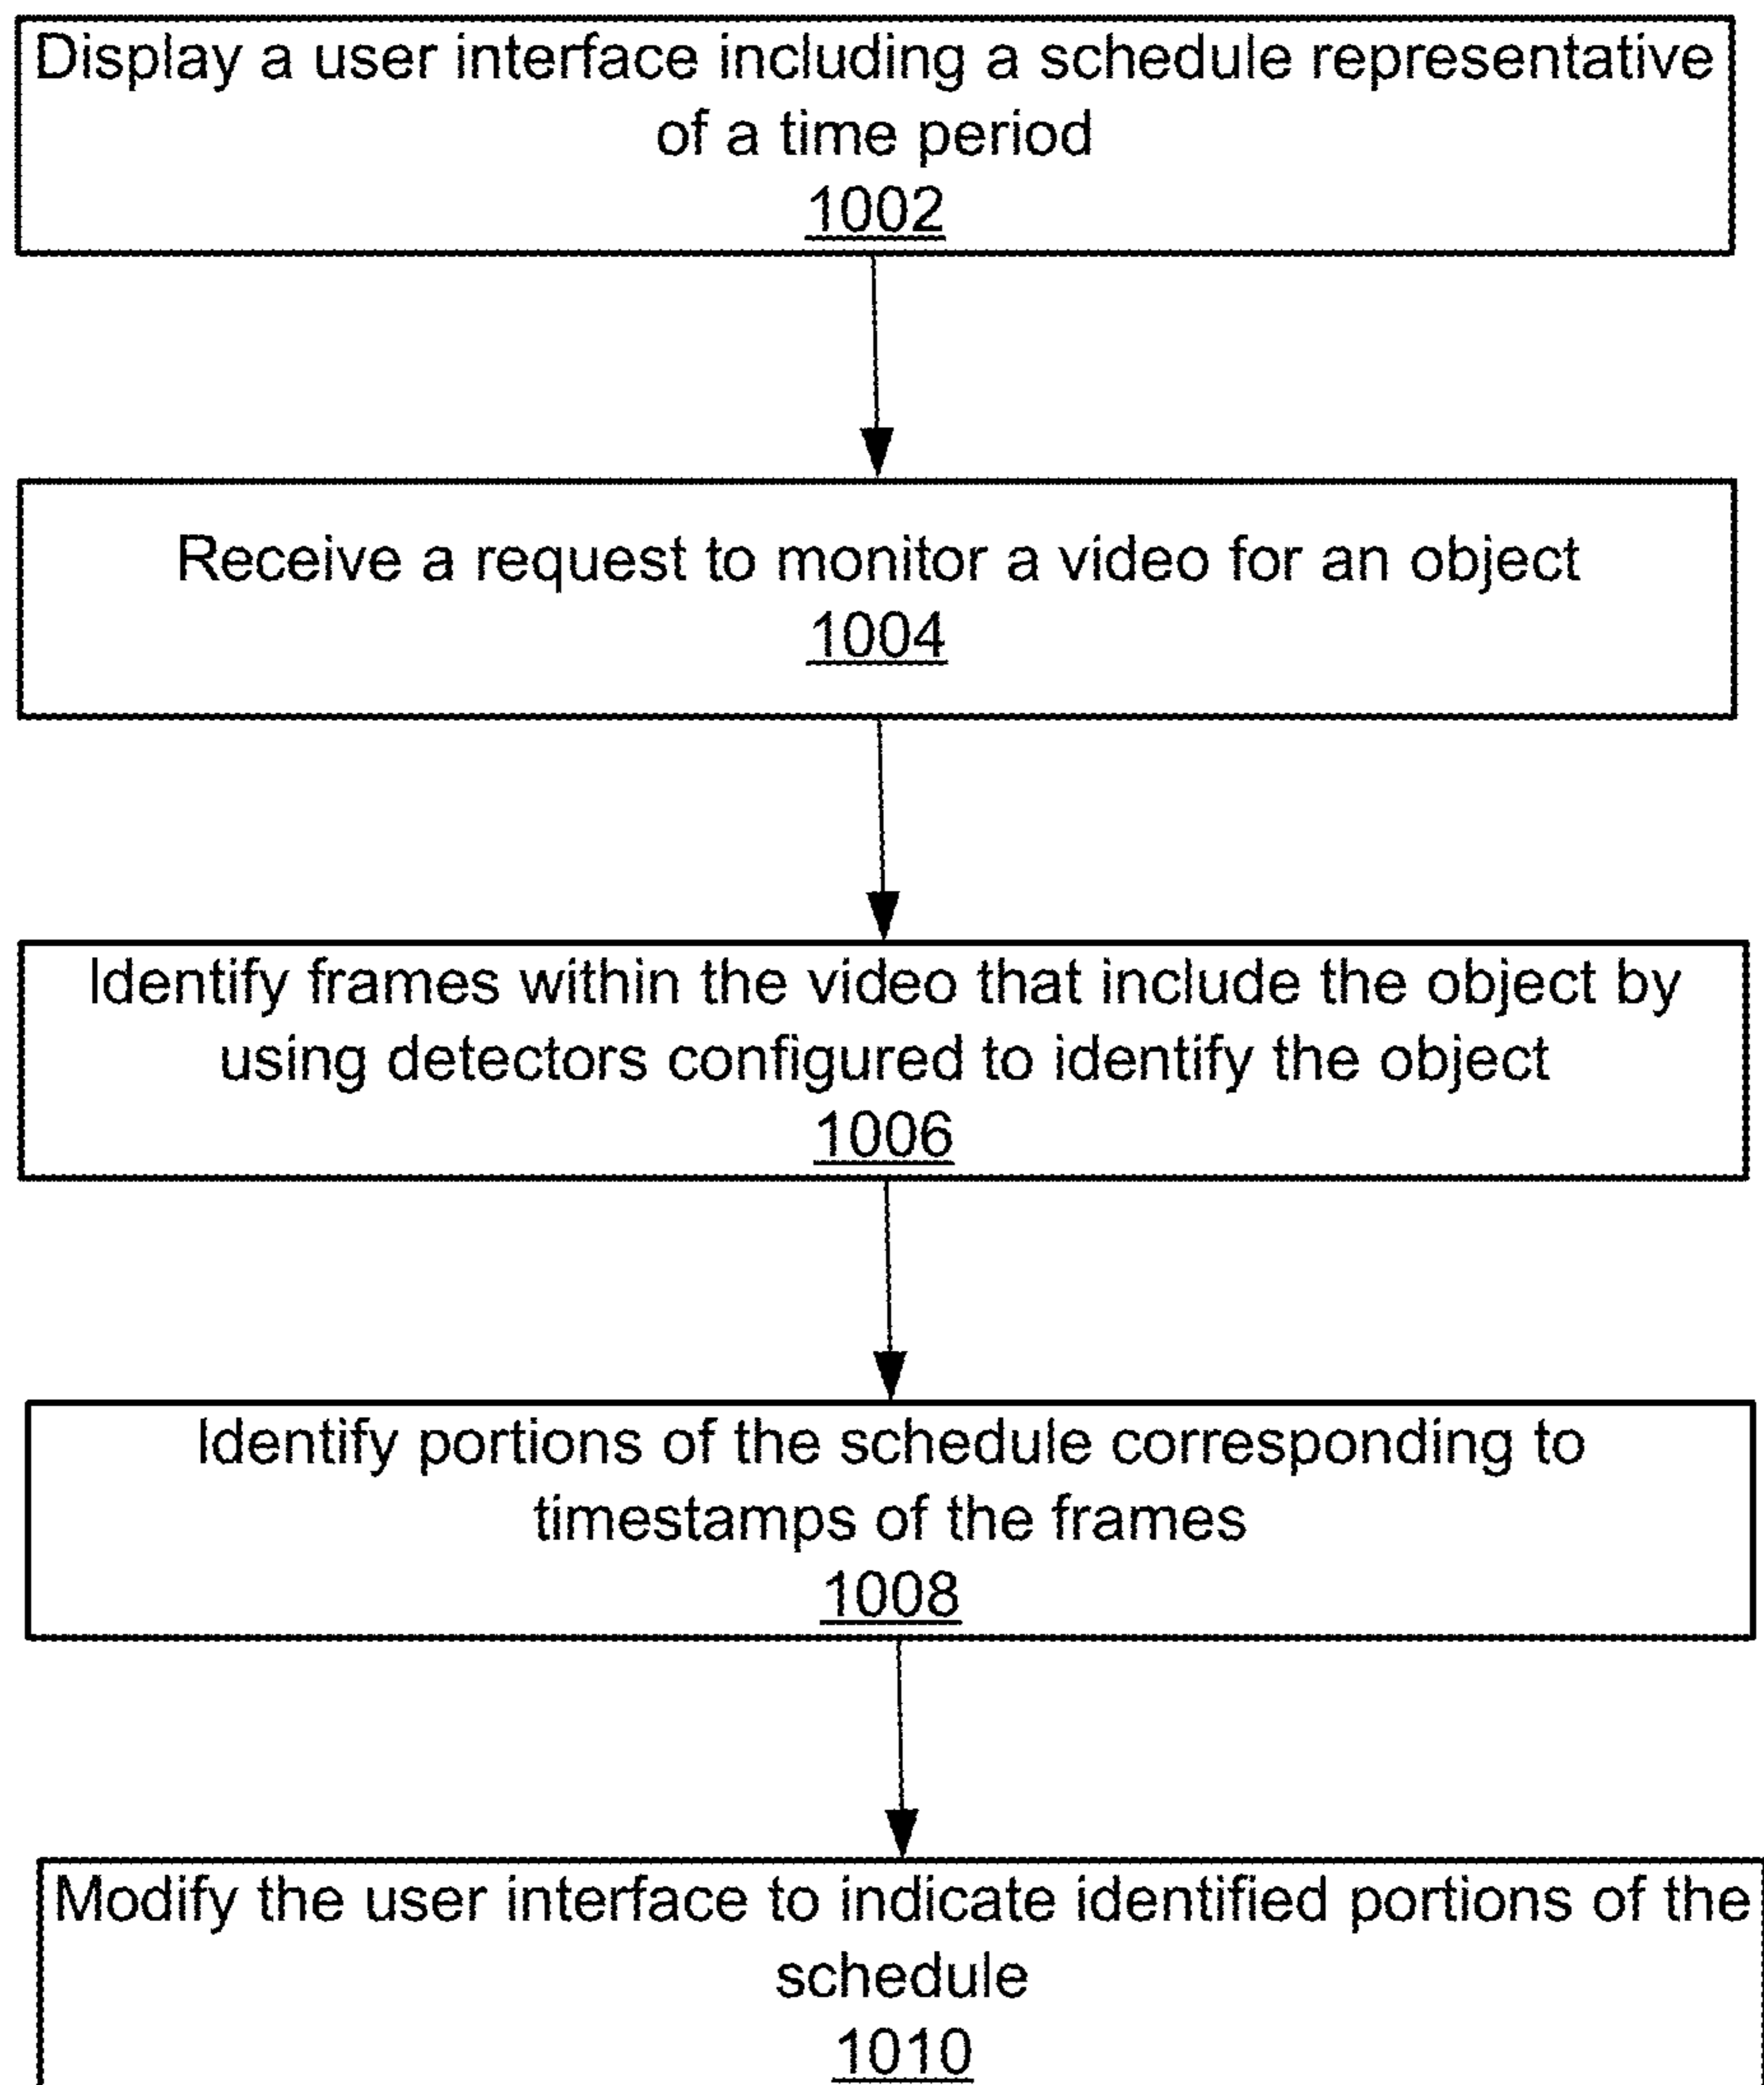 Display a user interface including a schedule representative
of a time period
1002
Receive a request to monitor a video for an object
1004
Identify frames within the video that include the object by
using detectors configured to identify the object
1006
Identify portions of the schedule corresponding to
timestamps of the frames
1008
Modify the user interface to indicate identified portions of the
schedule
1010